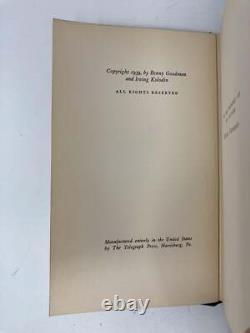 Copyright 1939, by Benny Goodman
and Irving Kolodin
ALL RIGHTS RESERVED
Manufactured entirely in the United States
by The Telegraph Press, Harrisburg, Pa.